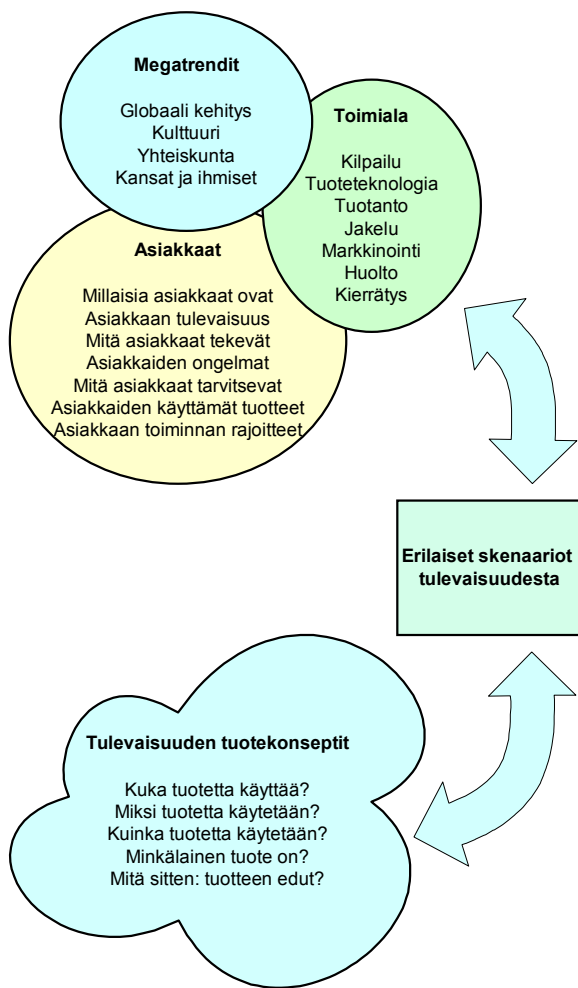 Megatrendit
Globaali kehitys
Kulttuuri
Yhteiskunta
Kansat ja ihmiset
Toimiala
Kilpailu
Tuoteteknologia
Tuotanto
Jakelu
Markkinointi
Huolto
Kierrätys
Asiakkaat
Millaisia asiakkaat ovat
Asiakkaan tulevaisuus
Mitä asiakkaat tekevät
Asiakkaiden ongelmat
Mitä asiakkaat tarvitsevat
Asiakkaiden käyttämät tuotteet
Asiakkaan toiminnan rajoitteet
Erilaiset skenaariot
tulevaisuudesta
Tulevaisuuden tuotekonseptit
Kuka tuotetta käyttää?
Miksi tuotetta käytetään?
Kuinka tuotetta käytetään?
Minkälainen tuote on?
Mitä sitten: tuotteen edut?